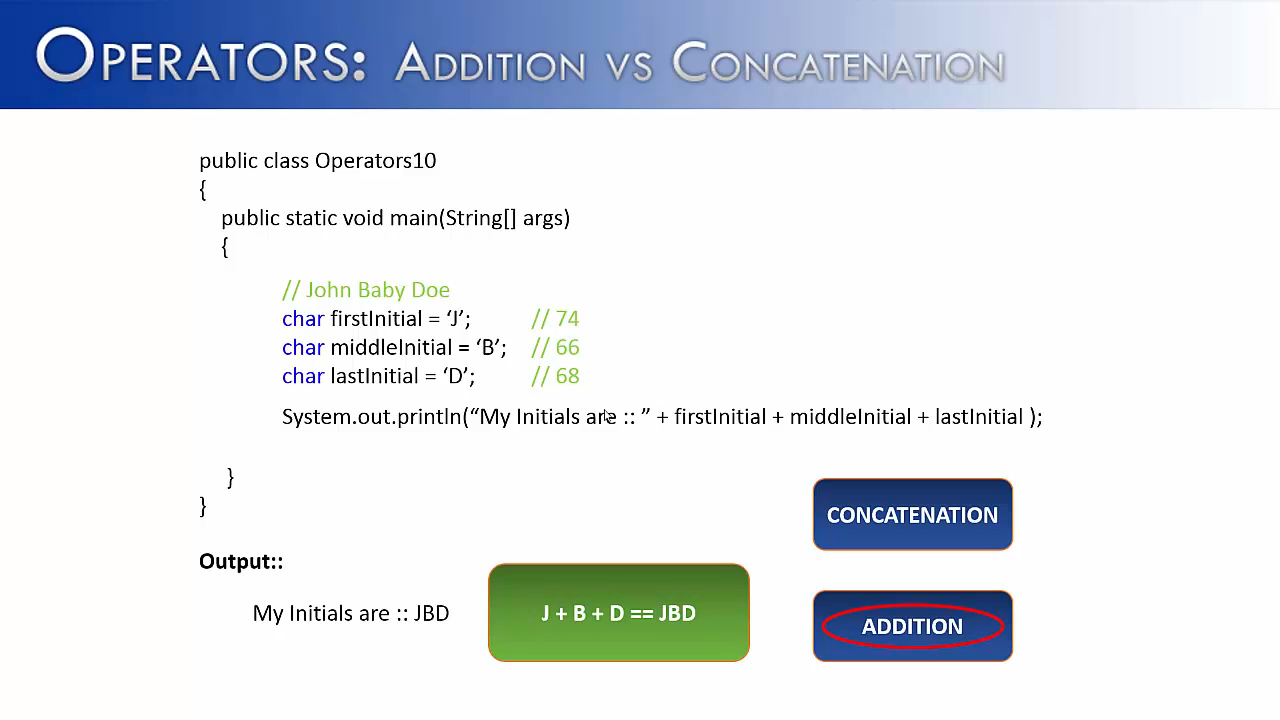 OPERATORS: ADDITION VS CONCATENATION
public class Operators10
{
public static void main(String[] args)
{
// John Baby Doe
char firstInitial = ‘J’; // 74
char middleInitial = ‘B’; // 66
char lastInitial = ‘D’; // 68
System.out.println(“My Initials are :: ” + firstInitial + middleInitial + lastInitial );
}
}
CONCATENATION
Output::
My Initials are :: JBD
J + B + D == JBD
ADDITION